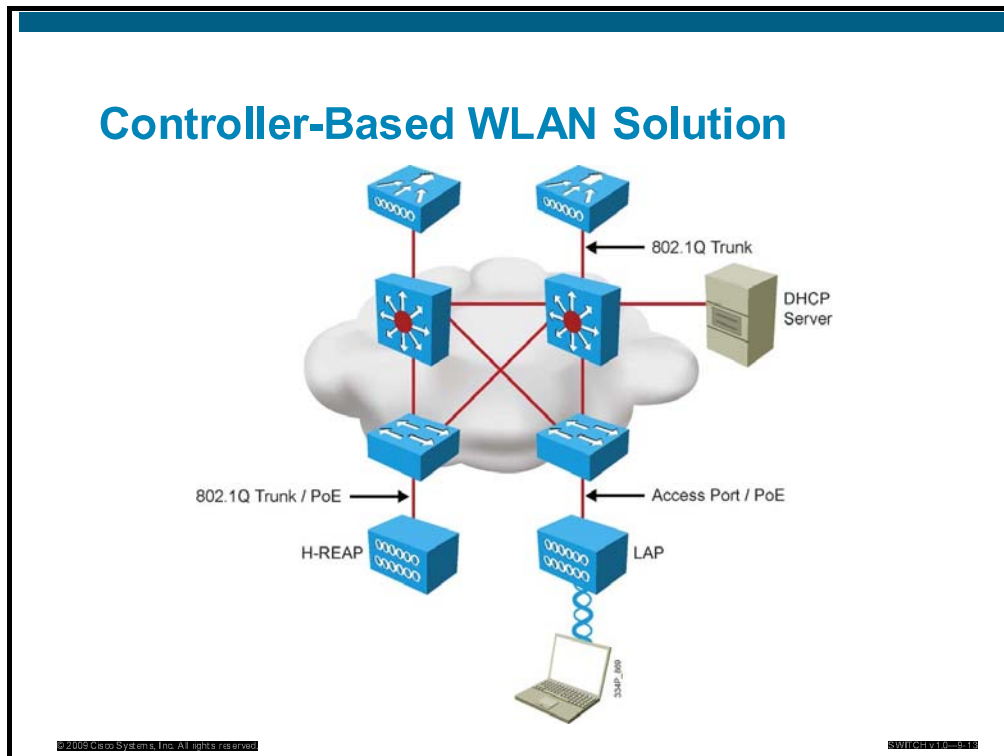 Controller-Based WLAN Solution
802.1Q Trunk
DHCP
Server
802.1Q Trunk / PoE
Access Port / PoE
H-REAP
LAP
334P_869
© 2009 Cisco Systems, Inc. All rights reserved.
SWITCH v1.0—9-13